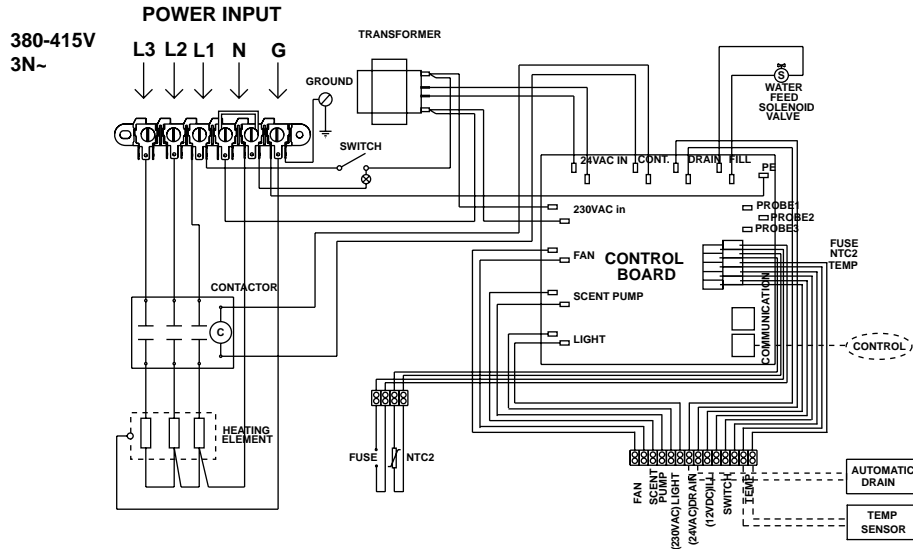 POWER INPUT
380-415V
3N~
L3 L2 L1 N G
TRANSFORMER
GROUND
SWITCH
S
WATER
FEED
SOLENOID
VALVE
24VAC IN CONT. DRAIN FILL
PE
230VAC in
PROBE1
PROBE2
PROBE3
FAN
CONTROL
BOARD
FUSE
NTC2
TEMP
SCENT PUMP
LIGHT
COMMUNICATION
CONTROL
CONTACTOR
C
HEATING
ELEMENT
FUSE
NTC2
FAN
SCENT
PUMP
(230VAC)LIGHT
(24VAC)DRAIN
(12VDC)ILL
SWITCH
TEMP
AUTOMATIC
DRAIN
TEMP
SENSOR